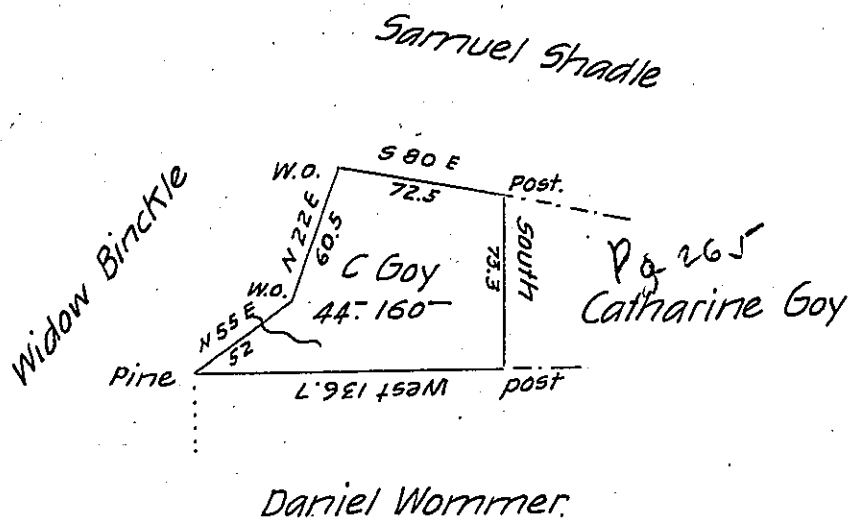 Samuel Shadle
S 80 E
W.O.
72.5
Post.
Widow Binckle
N 22 E
60.5
South
73.3
Pg 265
C Goy
Catharine Goy
W.O.
44-160-
N 55 E
52
Pine
West 136.7
post
Daniel Wommer.